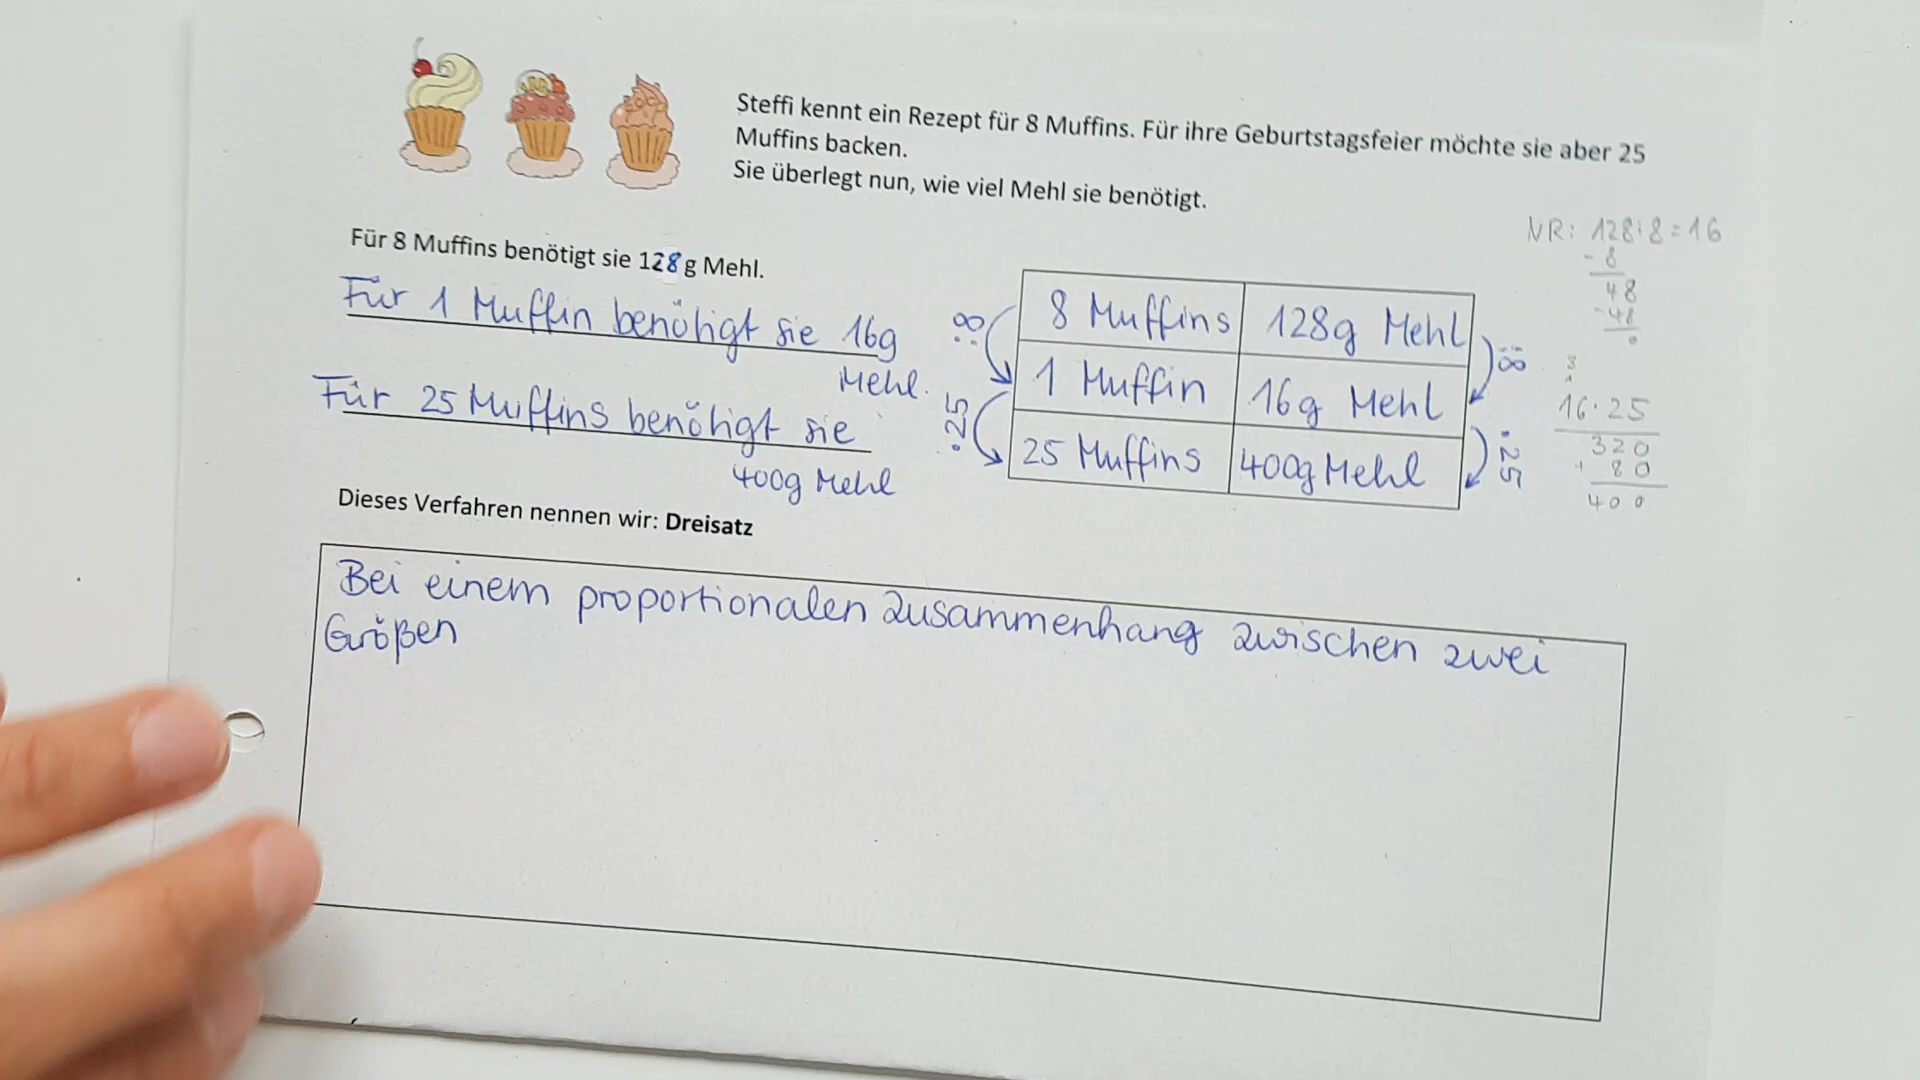 Steffi kennt ein Rezept für 8 Muffins. Für ihre Geburtstagsfeier möchte sie aber 25
Muffins backen.
Sie überlegt nun, wie viel Mehl sie benötigt.
Für 8 Muffins benötigt sie 128 g Mehl.
Für 1 Muffin benötigt sie 16g
Mehl.
Für 25 Muffins benötigt sie
400g Mehl
:8
·25
8 Muffins 128g Mehl
1 Muffin 16g Mehl
25 Muffins 400g Mehl
:8
·25
NR: 128:8=16
-8
48
-48
0
3
1
16·25
320
+ 80
400
Dieses Verfahren nennen wir: Dreisatz
Bei einem proportionalen Zusammenhang zwischen zwei
Größen